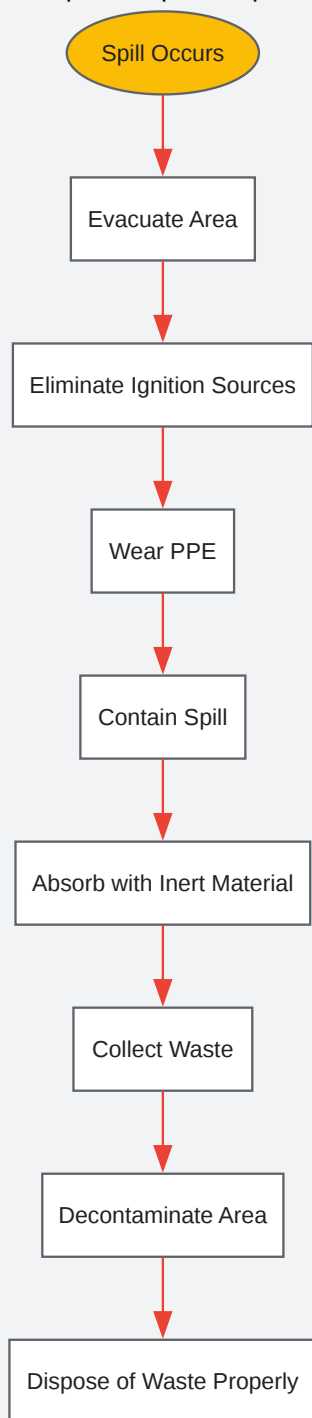 Spill Occurs
Evacuate Area
Eliminate Ignition Sources
Wear PPE
Contain Spill
Absorb with Inert Material
Collect Waste
Decontaminate Area
Dispose of Waste Properly